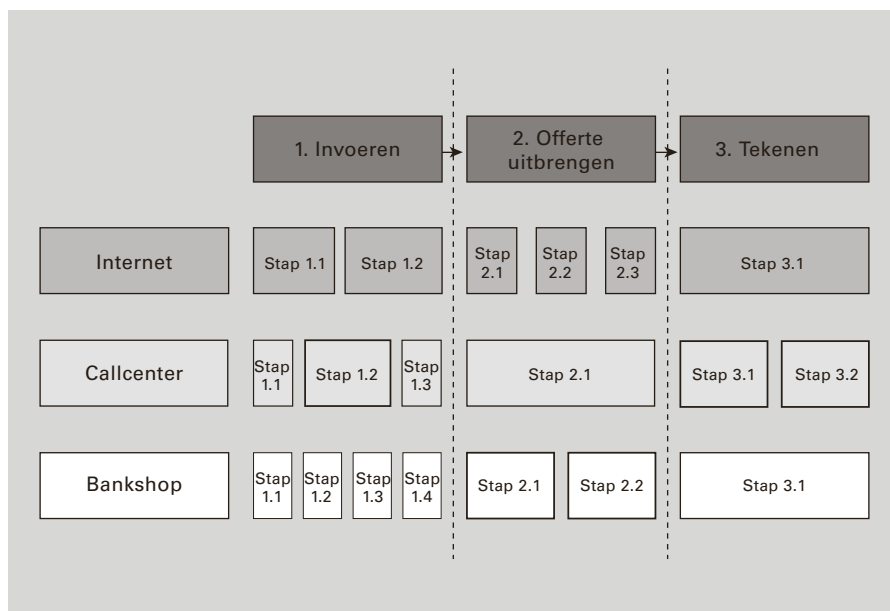 1. Invoeren
2. Offerte
uitbrengen
3. Tekenen
Internet
Stap 1.1
Stap 1.2
Stap
2.1
Stap
2.2
Stap
2.3
Stap 3.1
Callcenter
Stap
1.1
Stap 1.2
Stap
1.3
Stap 2.1
Stap 3.1
Stap 3.2
Bankshop
Stap
1.1
Stap
1.2
Stap
1.3
Stap
1.4
Stap 2.1
Stap 2.2
Stap 3.1